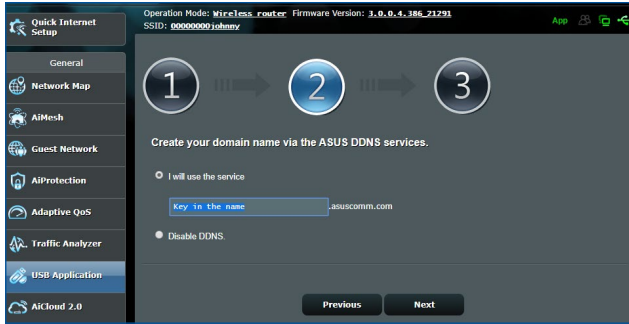 Quick Internet
Setup
General
Network Map
AiMesh
Guest Network
AiProtection
Adaptive QoS
Traffic Analyzer
USB Application
AiCloud 2.0
Operation Mode: Wireless router Firmware Version: 3.0.0.4.386_21291
SSID: 00000000johnny
App
1
2
3
Create your domain name via the ASUS DDNS services.
I will use the service
Key in the name .asuscomm.com
Disable DDNS.
Previous Next